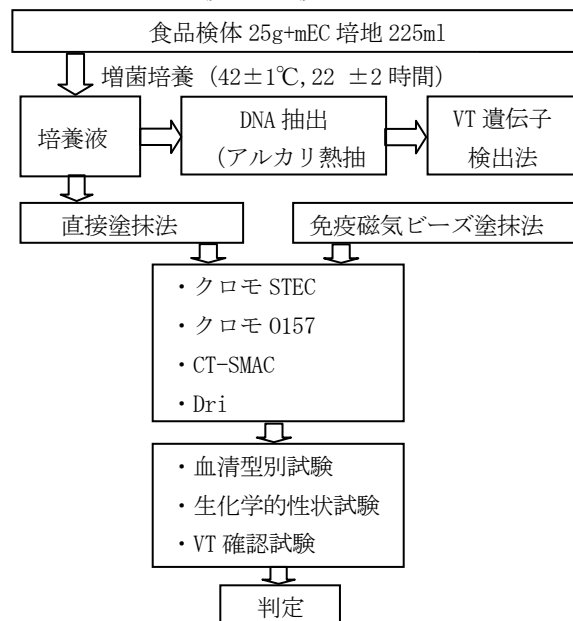 食品検体 25g+mEC 培地 225ml
増菌培養 (42±1℃, 22 ±2 時間)
培養液
DNA 抽出
(アルカリ熱抽
VT 遺伝子
検出法
直接塗抹法
免疫磁気ビーズ塗抹法
・クロモ STEC
・クロモ O157
・CT-SMAC
・Dri
・血清型別試験
・生化学的性状試験
・VT 確認試験
判定